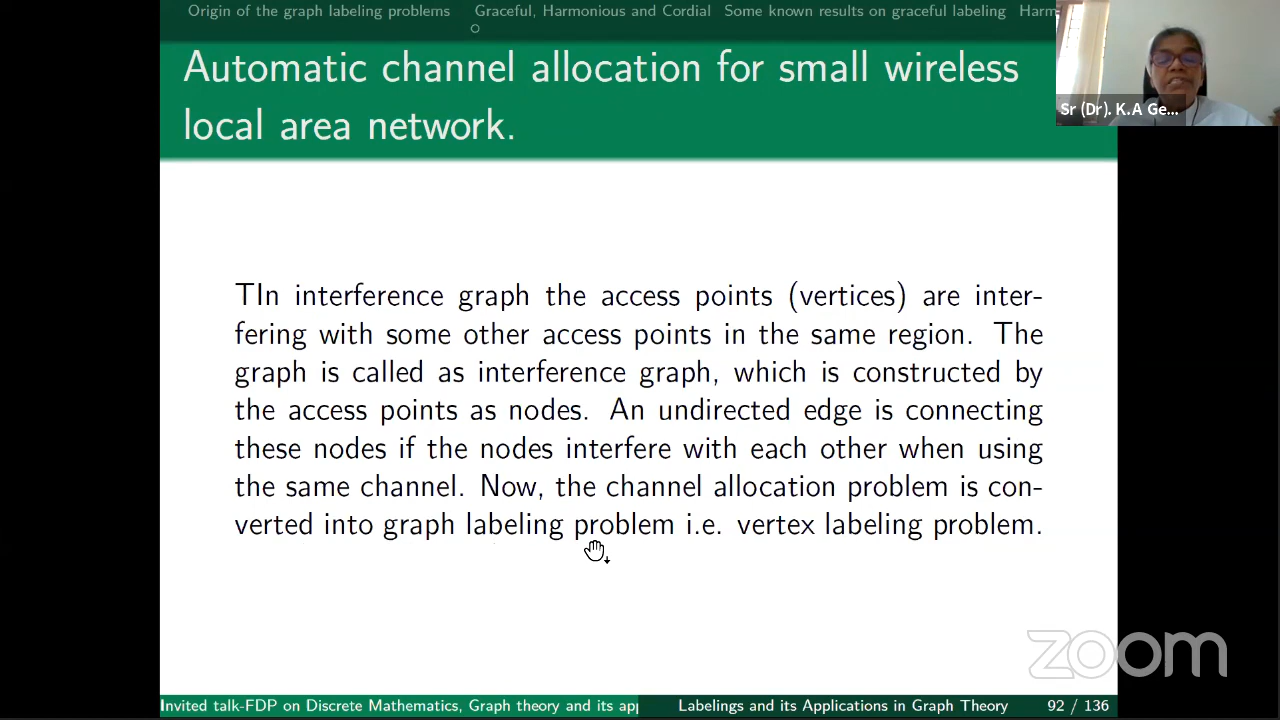 Origin of the graph labeling problems Graceful, Harmonious and Cordial Some known results on graceful labeling Harm
Automatic channel allocation for small wireless
local area network.
Sr (Dr). K.A Ge...
TIn interference graph the access points (vertices) are inter-
fering with some other access points in the same region. The
graph is called as interference graph, which is constructed by
the access points as nodes. An undirected edge is connecting
these nodes if the nodes interfere with each other when using
the same channel. Now, the channel allocation problem is con-
verted into graph labeling problem i.e. vertex labeling problem.
zoom
Invited talk-FDP on Discrete Mathematics, Graph theory and its app Labelings and its Applications in Graph Theory 92 / 136